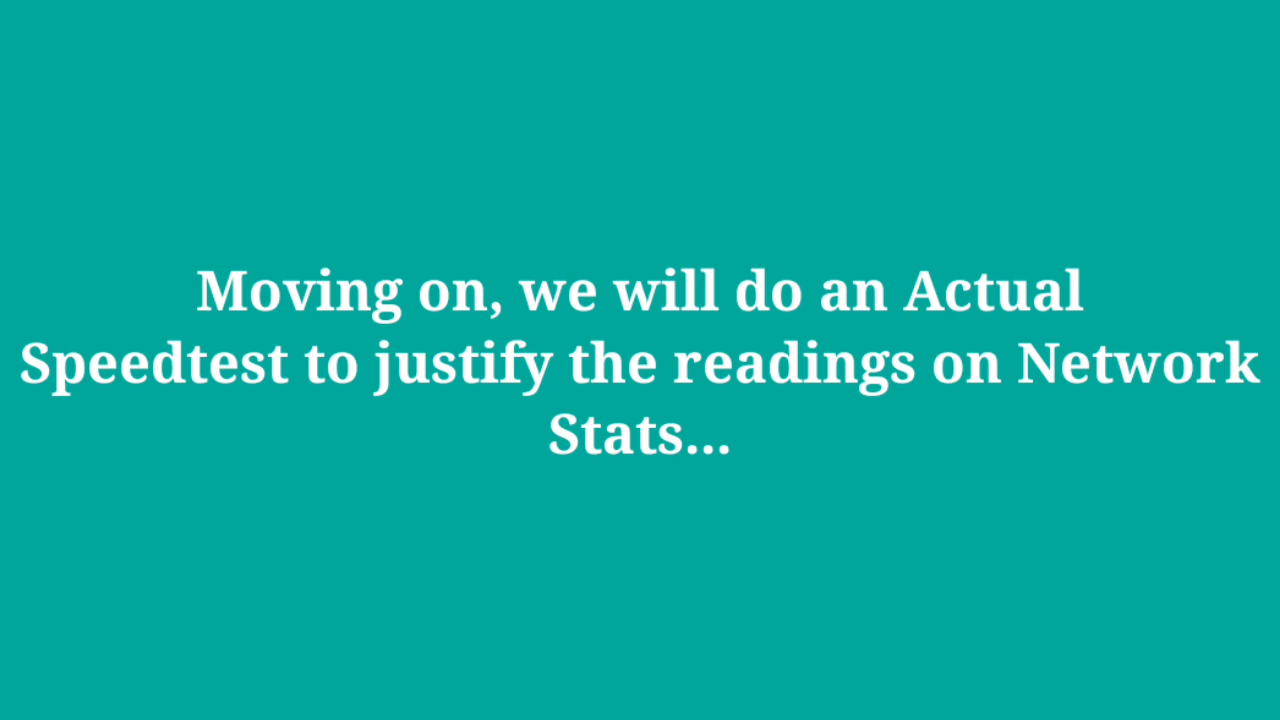 Moving on, we will do an Actual
Speedtest to justify the readings on Network
Stats...